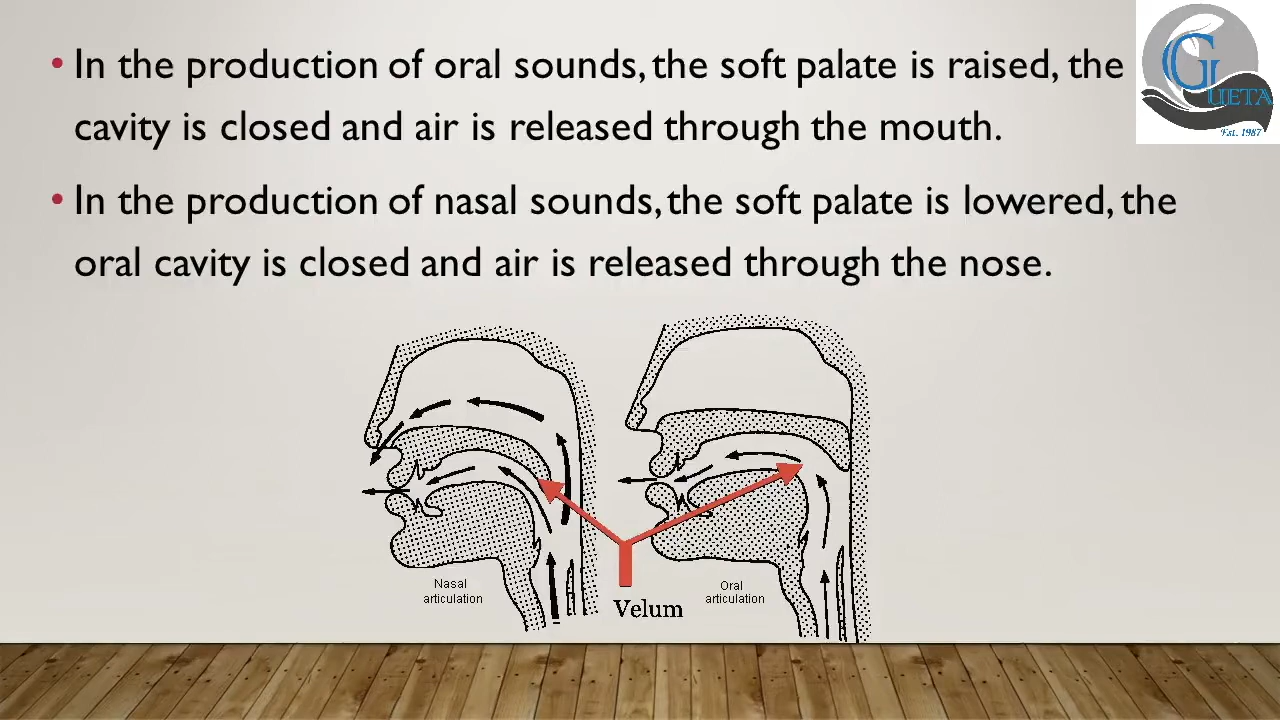 • In the production of oral sounds, the soft palate is raised, the
cavity is closed and air is released through the mouth.
• In the production of nasal sounds, the soft palate is lowered, the
oral cavity is closed and air is released through the nose.
GUETA
Est. 1987
Nasal
articulation
Oral
articulation
Velum